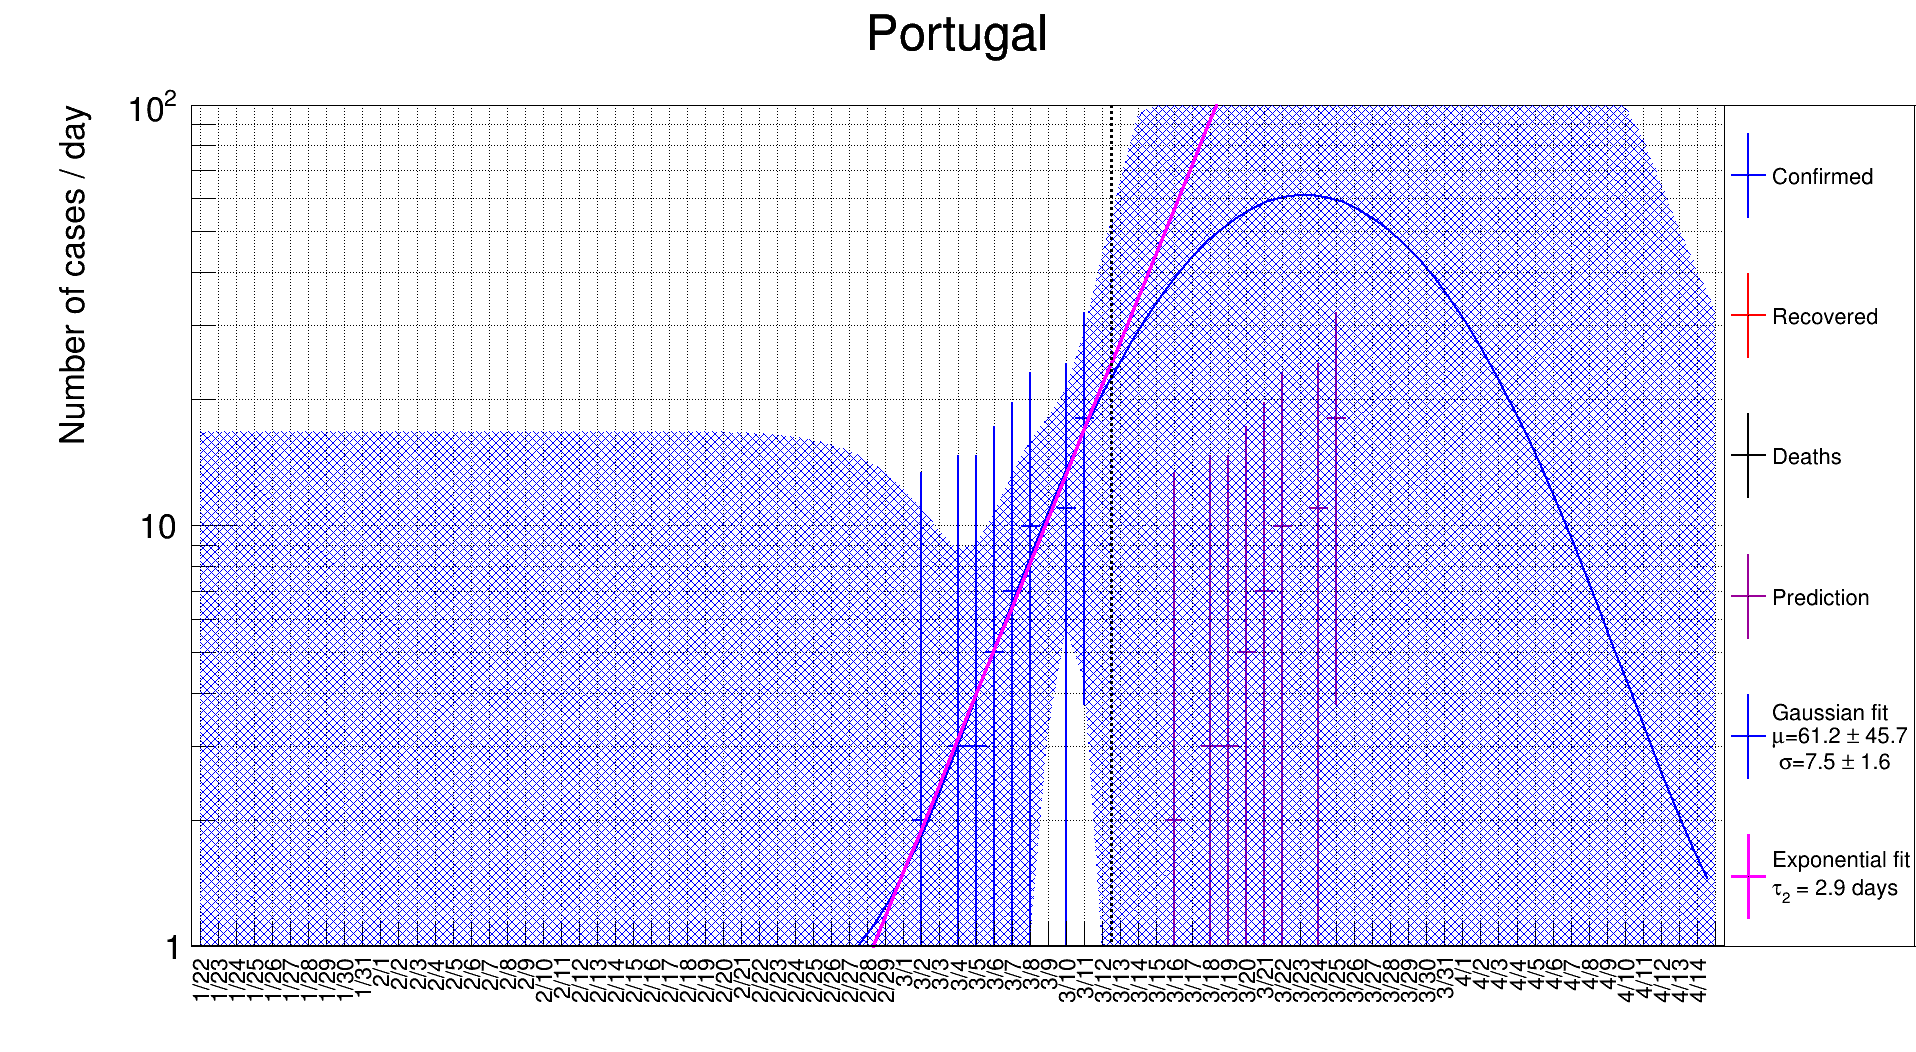 Portugal
Number of cases / day
10²
10
1
1/22 1/23 1/24 1/25 1/26 1/27 1/28 1/29 1/30 1/31 2/1 2/2 2/3 2/4 2/5 2/6 2/7 2/8 2/9 2/10 2/11 2/12 2/13 2/14 2/15 2/16 2/17 2/18 2/19 2/20 2/21 2/22 2/23 2/24 2/25 2/26 2/27 2/28 2/29 3/1 3/2 3/3 3/4 3/5 3/6 3/7 3/8 3/9 3/10 3/11 3/12 3/13 3/14 3/15 3/16 3/17 3/18 3/19 3/20 3/21 3/22 3/23 3/24 3/25 3/26 3/27 3/28 3/29 3/30 3/31 4/1 4/2 4/3 4/4 4/5 4/6 4/7 4/8 4/9 4/10 4/11 4/12 4/13 4/14
Confirmed
Recovered
Deaths
Prediction
Gaussian fit
μ=61.2 ± 45.7
σ=7.5 ± 1.6
Exponential fit
τ₂ = 2.9 days